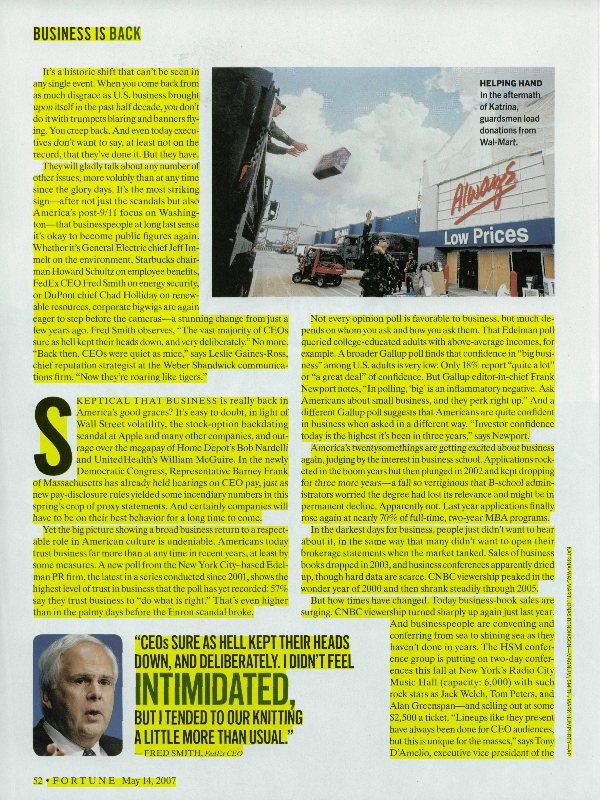 BUSINESS IS BACK
It's a historic shift that can't be seen in
any single event. When you come back from
as much disgrace as U.S. business brought
upon itself in the past half decade, you don't
do it with trumpets blaring and banners fly-
ing. You creep back. And even today execu-
tives don't want to say, at least not on the
record, that they've done it. But they have.
They will gladly talk about any number of
other issues, more volubly than at any time
since the glory days. It's the most striking
sign—after not just the scandals but also
America's post-9/11 focus on Washing-
ton—that businesspeople at long last sense
it's okay to become public figures again.
Whether it's General Electric chief Jeff Im-
melt on the environment, Starbucks chair-
man Howard Schultz on employee benefits,
FedEx CEO Fred Smith on energy security,
or DuPont chief Chad Holliday on renew-
able resources, corporate bigwigs are again
eager to step before the cameras—a stunning change from just a
few years ago. Fred Smith observes, "The vast majority of CEOs
sure as hell kept their heads down, and very deliberately." No more.
"Back then, CEOs were quiet as mice," says Leslie Gaines-Ross,
chief reputation strategist at the Weber Shandwick communica-
tions firm. "Now they're roaring like tigers."
SKEPTICAL THAT BUSINESS is really back in
America's good graces? It's easy to doubt, in light of
Wall Street volatility, the stock-option backdating
scandal at Apple and many other companies, and out-
rage over the megapay of Home Depot's Bob Nardelli
and UnitedHealth's William McGuire. In the newly
Democratic Congress, Representative Barney Frank
of Massachusetts has already held hearings on CEO pay, just as
new pay-disclosure rules yielded some incendiary numbers in this
spring's crop of proxy statements. And certainly companies will
have to be on their best behavior for a long time to come.
Yet the big picture showing a broad business return to a respect-
able role in American culture is undeniable. Americans today
trust business far more than at any time in recent years, at least by
some measures. A new poll from the New York City–based Edel-
man PR firm, the latest in a series conducted since 2001, shows the
highest level of trust in business that the poll has yet recorded: 57%
say they trust business to "do what is right." That's even higher
than in the palmy days before the Enron scandal broke.
"CEOs SURE AS HELL KEPT THEIR HEADS
DOWN, AND DELIBERATELY. I DIDN'T FEEL
INTIMIDATED,
BUT I TENDED TO OUR KNITTING
A LITTLE MORE THAN USUAL."
—FRED SMITH, FedEx CEO
HELPING HAND
In the aftermath
of Katrina,
guardsmen load
donations from
Wal-Mart.
Always
Low Prices
Not every opinion poll is favorable to business, but much de-
pends on whom you ask and how you ask them. That Edelman poll
queried college-educated adults with above-average incomes, for
example. A broader Gallup poll finds that confidence in "big busi-
ness" among U.S. adults is very low: Only 18% report "quite a lot"
or "a great deal" of confidence. But Gallup editor-in-chief Frank
Newport notes, "In polling, 'big' is an inflammatory negative. Ask
Americans about small business, and they perk right up." And a
different Gallup poll suggests that Americans are quite confident
in business when asked in a different way. "Investor confidence
today is the highest it's been in three years," says Newport.
America's twentysomethings are getting excited about business
again, judging by the interest in business school. Applications rock-
eted in the boom years but then plunged in 2002 and kept dropping
for three more years—a fall so vertiginous that B-school admin-
istrators worried the degree had lost its relevance and might be in
permanent decline. Apparently not. Last year applications finally
rose again at nearly 70% of full-time, two-year MBA programs.
In the darkest days for business, people just didn't want to hear
about it, in the same way that many didn't want to open their
brokerage statements when the market tanked. Sales of business
books dropped in 2003, and business conferences apparently dried
up, though hard data are scarce. CNBC viewership peaked in the
wonder year of 2000 and then shrank steadily through 2005.
But how times have changed. Today business-book sales are
surging. CNBC viewership turned sharply up again just last year.
And businesspeople are convening and
conferring from sea to shining sea as they
haven't done in years. The HSM confer-
ence group is putting on two-day confer-
ences this fall at New York's Radio City
Music Hall (capacity: 6,000) with such
rock stars as Jack Welch, Tom Peters, and
Alan Greenspan—and selling out at some
$2,500 a ticket. "Lineups like they present
have always been done for CEO audiences,
but this is unique for the masses," says Tony
D'Amelio, executive vice president of the
52 • FORTUNE May 14, 2007